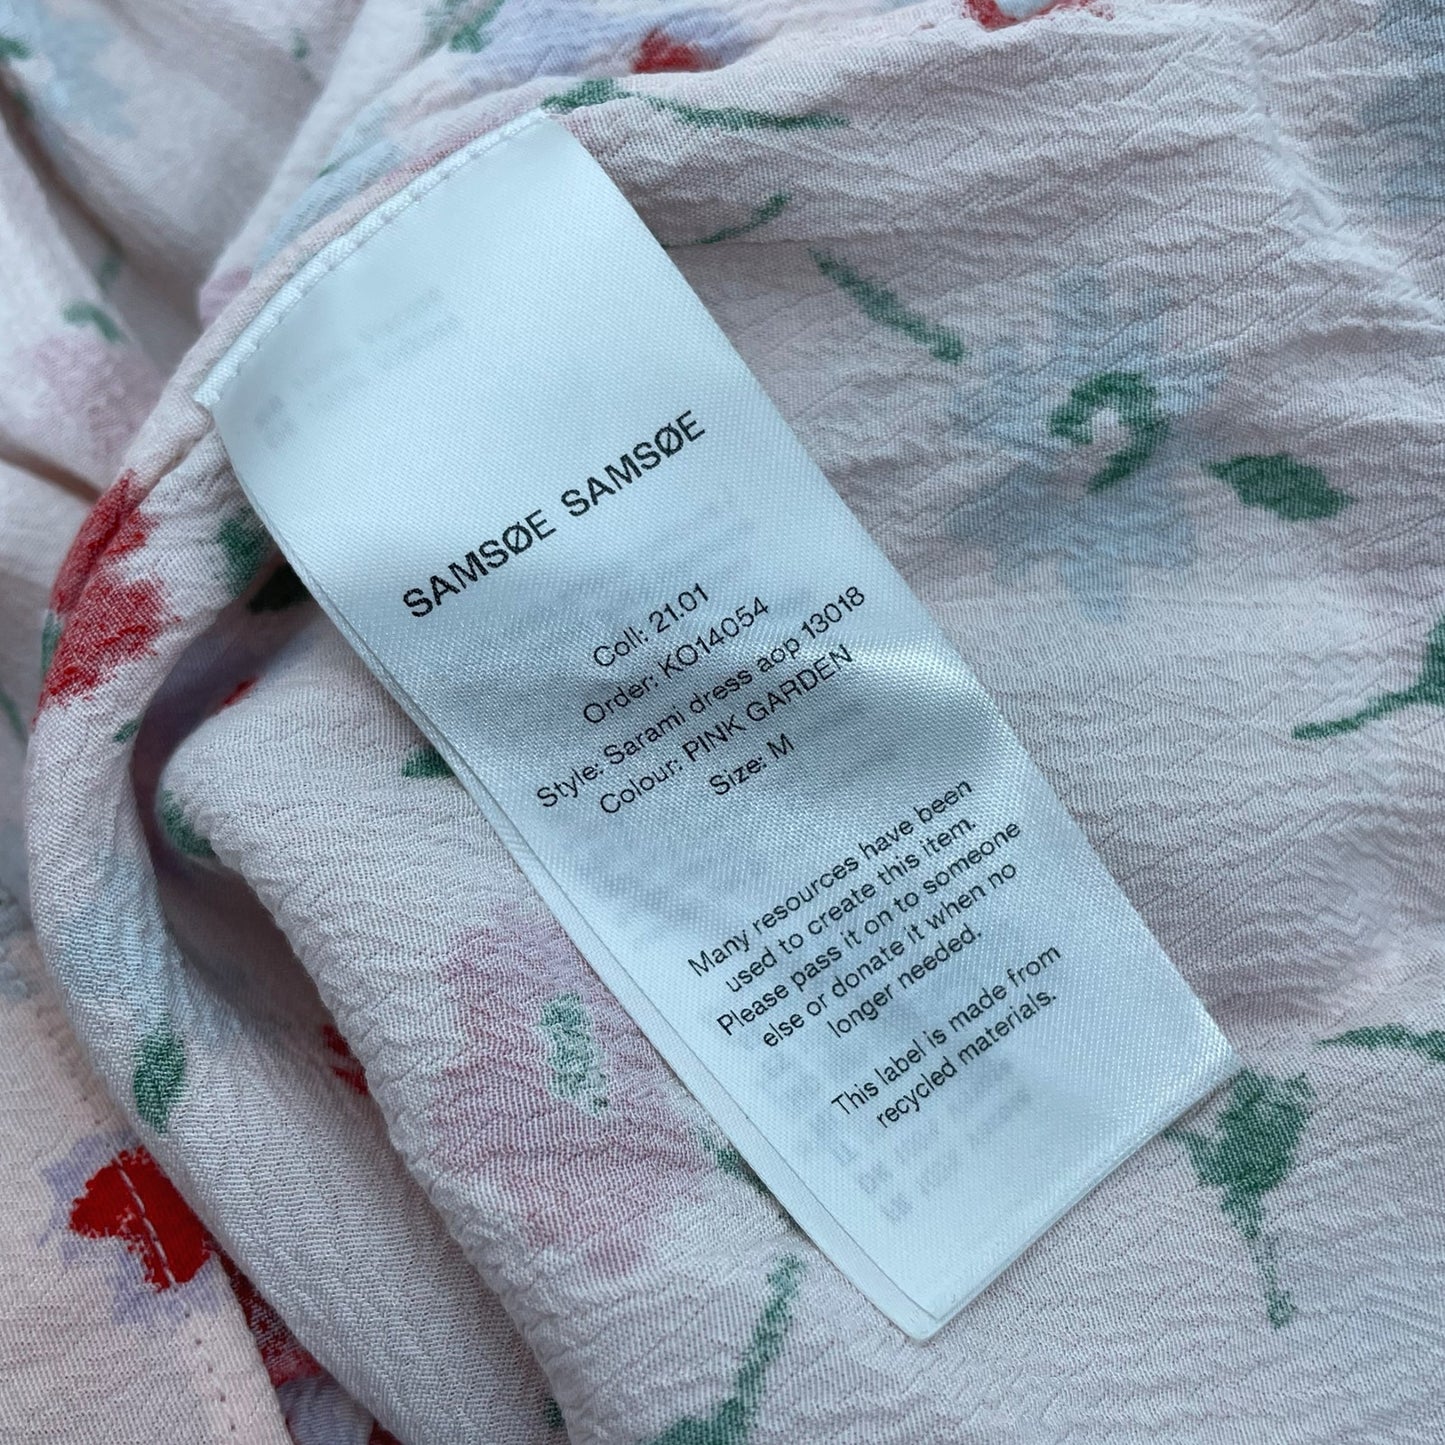 SAMSØE SAMSØE
Coll: 21.01
Order: KO14054
Style: Sarami dress aop 13018
Colour: PINK GARDEN
Size: M
Many resources have been
used to create this item.
Please pass it on to someone
else or donate it when no
longer needed.
This label is made from
recycled materials.